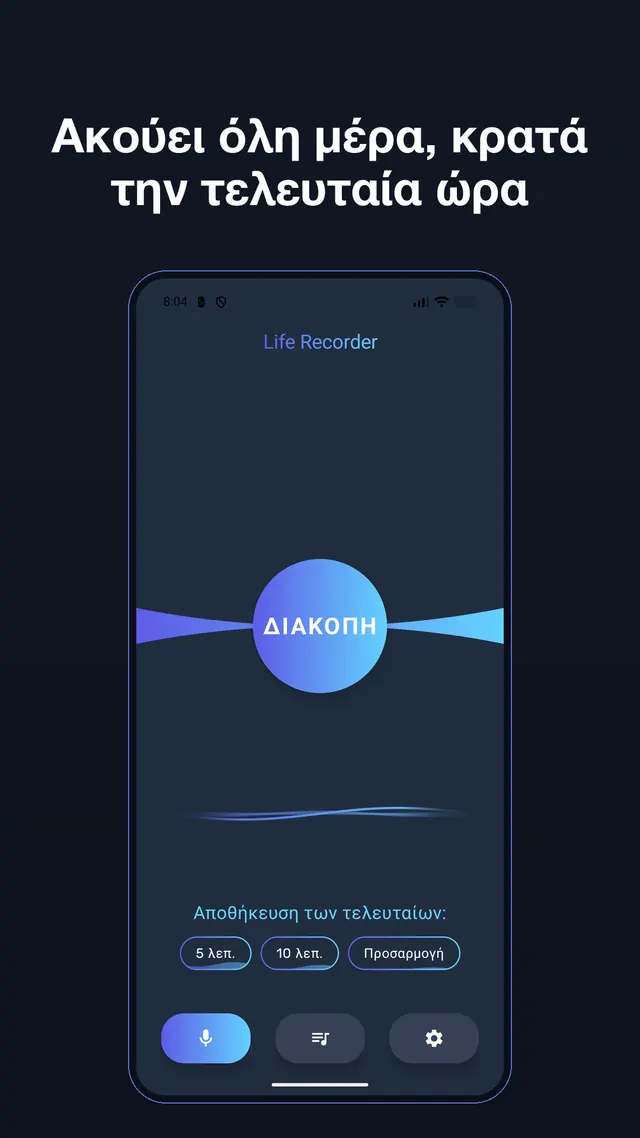 Ακούει όλη μέρα, κρατά
την τελευταία ώρα
8:04
Life Recorder
ΔΙΑΚΟΠΗ
Αποθήκευση των τελευταίων:
5 λεπ. 10 λεπ. Προσαρμογή